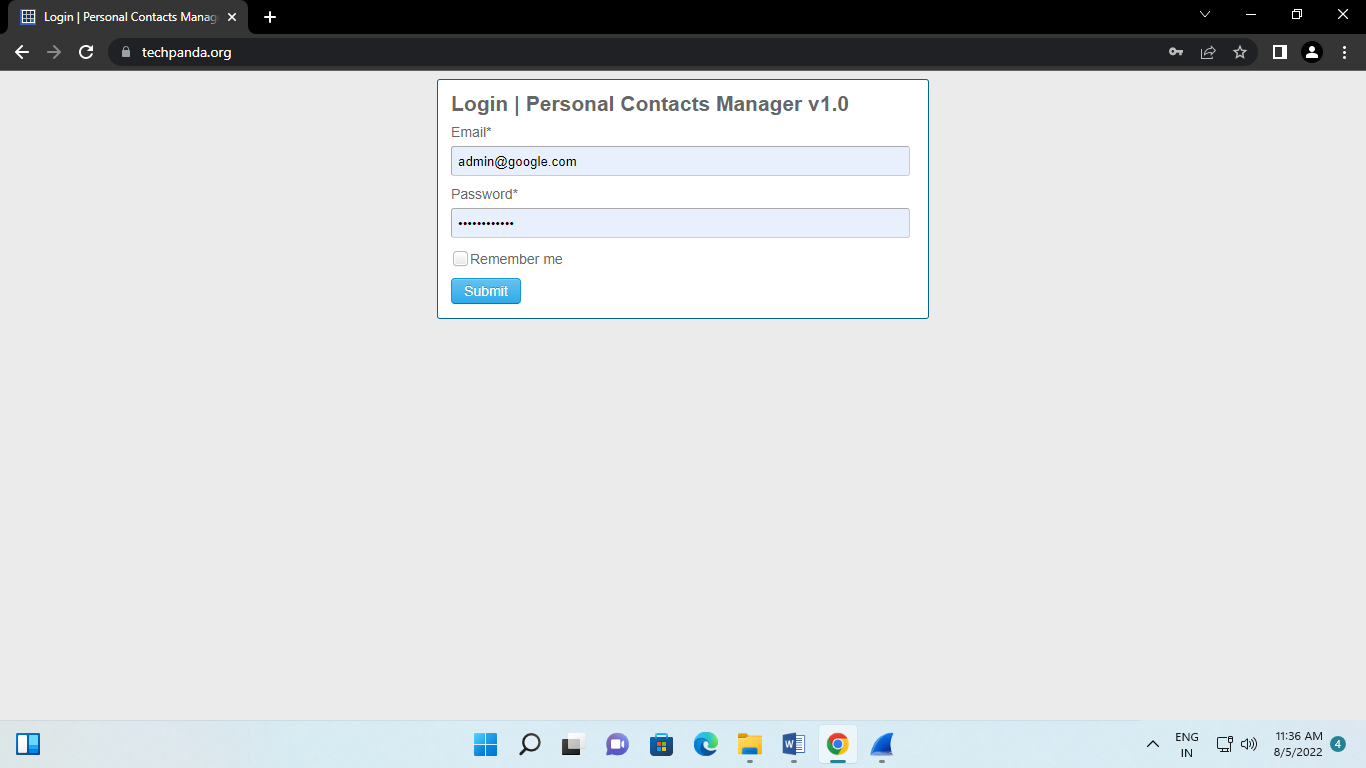 Login | Personal Contacts Manag
techpanda.org
Login | Personal Contacts Manager v1.0
Email*
admin@google.com
Password*
••••••••••••
Remember me
Submit
ENG
IN
11:36 AM
8/5/2022
4